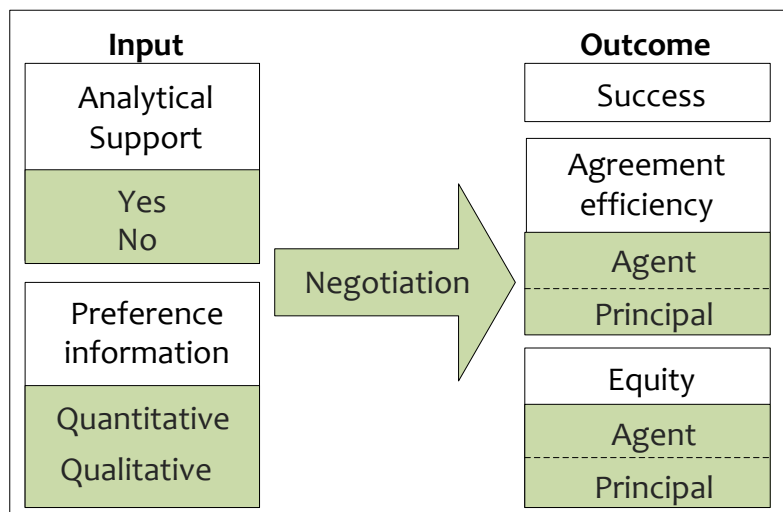 Input
Analytical
Support
Yes
No
Preference
information
Quantitative
Qualitative
Negotiation
Outcome
Success
Agreement
efficiency
Agent
Principal
Equity
Agent
Principal